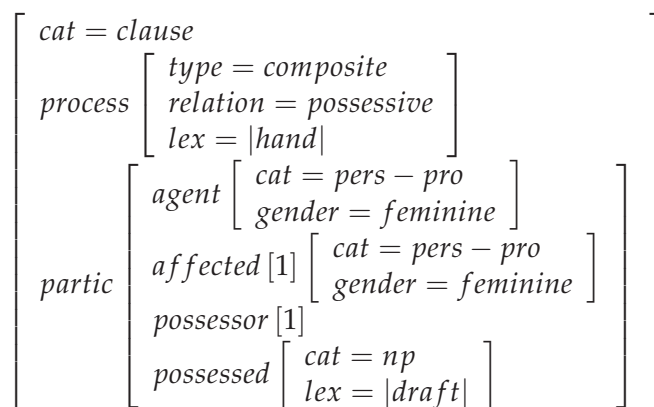 cat = clause
type = composite
process
relation = possessive
lex = |hand|
agent
cat = pers − pro
gender = feminine
affected [1]
cat = pers − pro
gender = feminine
partic
possessor [1]
possessed
cat = np
lex = |draft|